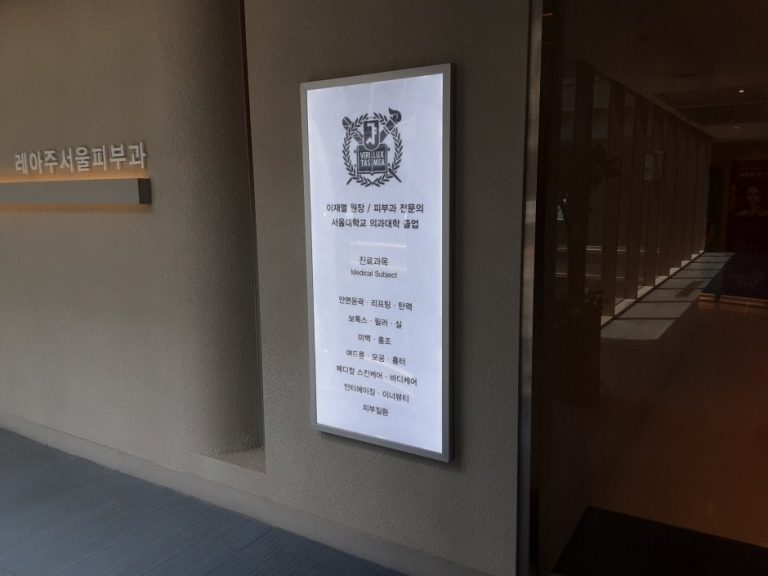 레아주서울피부과
VERI LUX
TAS MEA
이재열 원장 / 피부과 전문의
서울대학교 의과대학 졸업
진료과목
Medical Subject
안면윤곽 · 리프팅 · 탄력
보톡스 · 필러 · 실
미백 · 홍조
여드름 · 모공 · 흉터
메디컬 스킨케어 · 바디케어
안티에이징 · 이너뷰티
피부질환